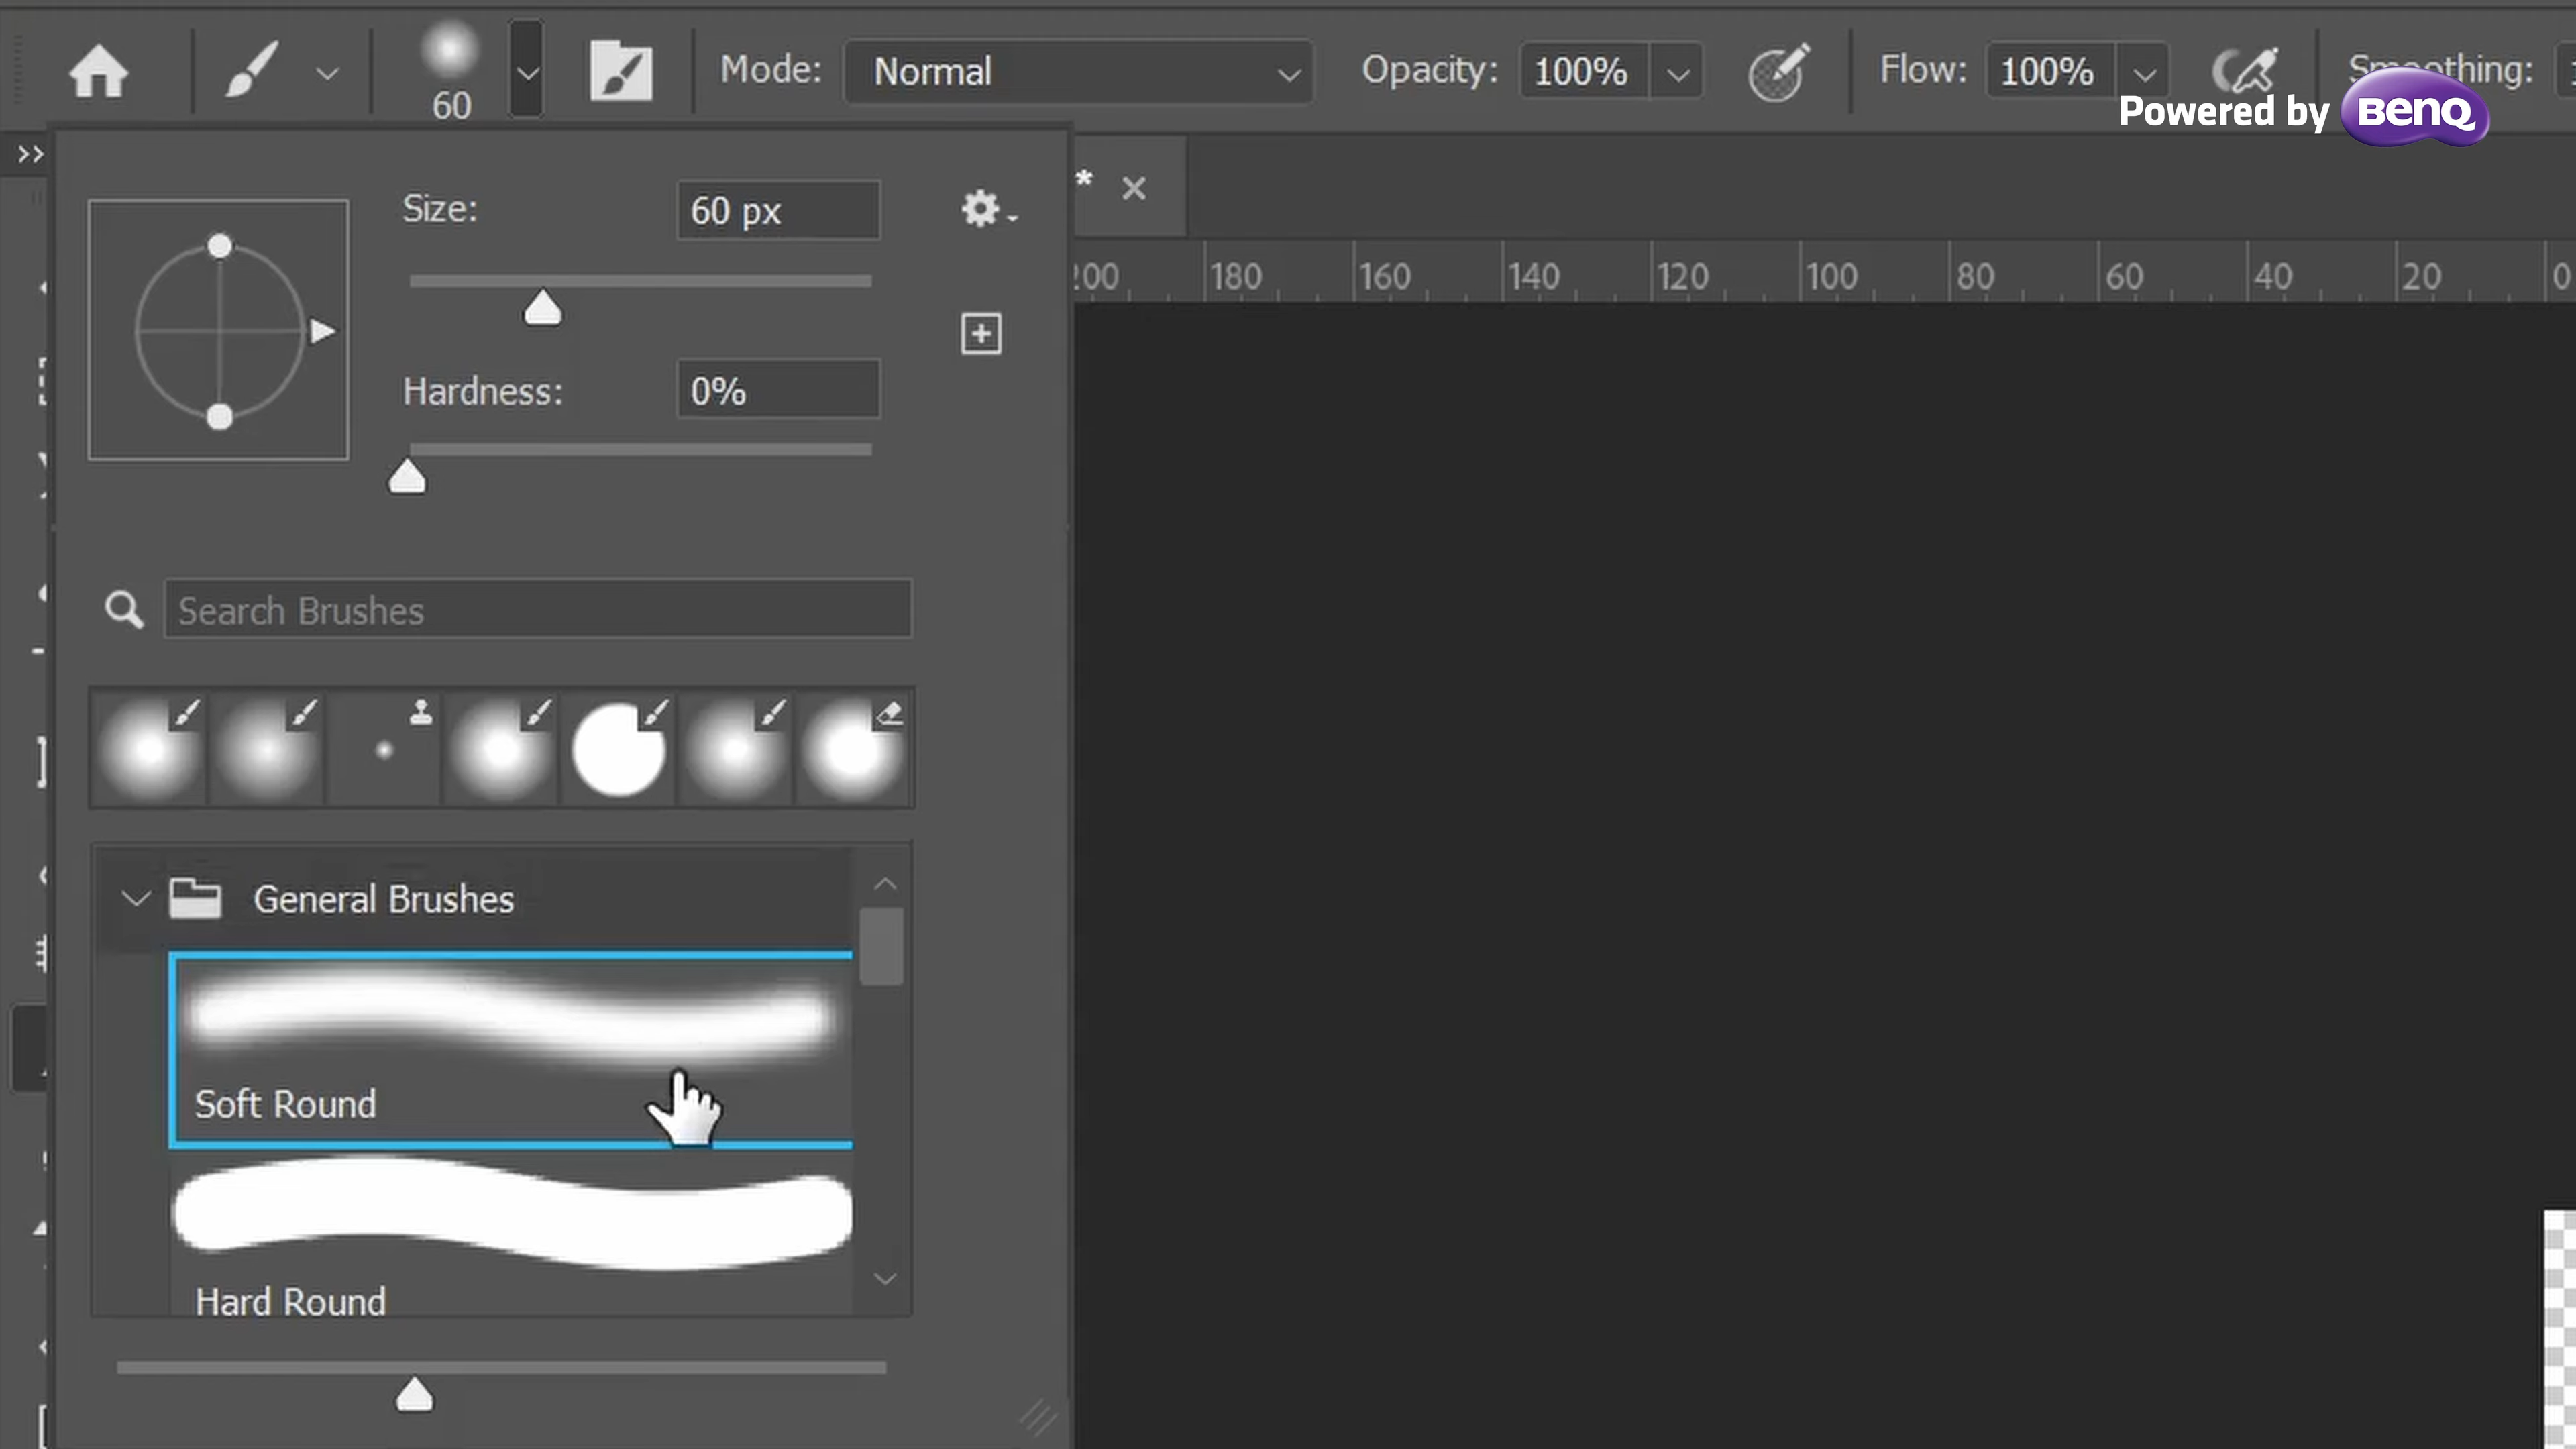 Mode: Normal Opacity: 100% Flow: 100% Smoothing:
60
Powered by BenQ
Size: 60 px
200 180 160 140 120 100 80 60 40 20 0
Hardness: 0%
Search Brushes
General Brushes
Soft Round
Hard Round